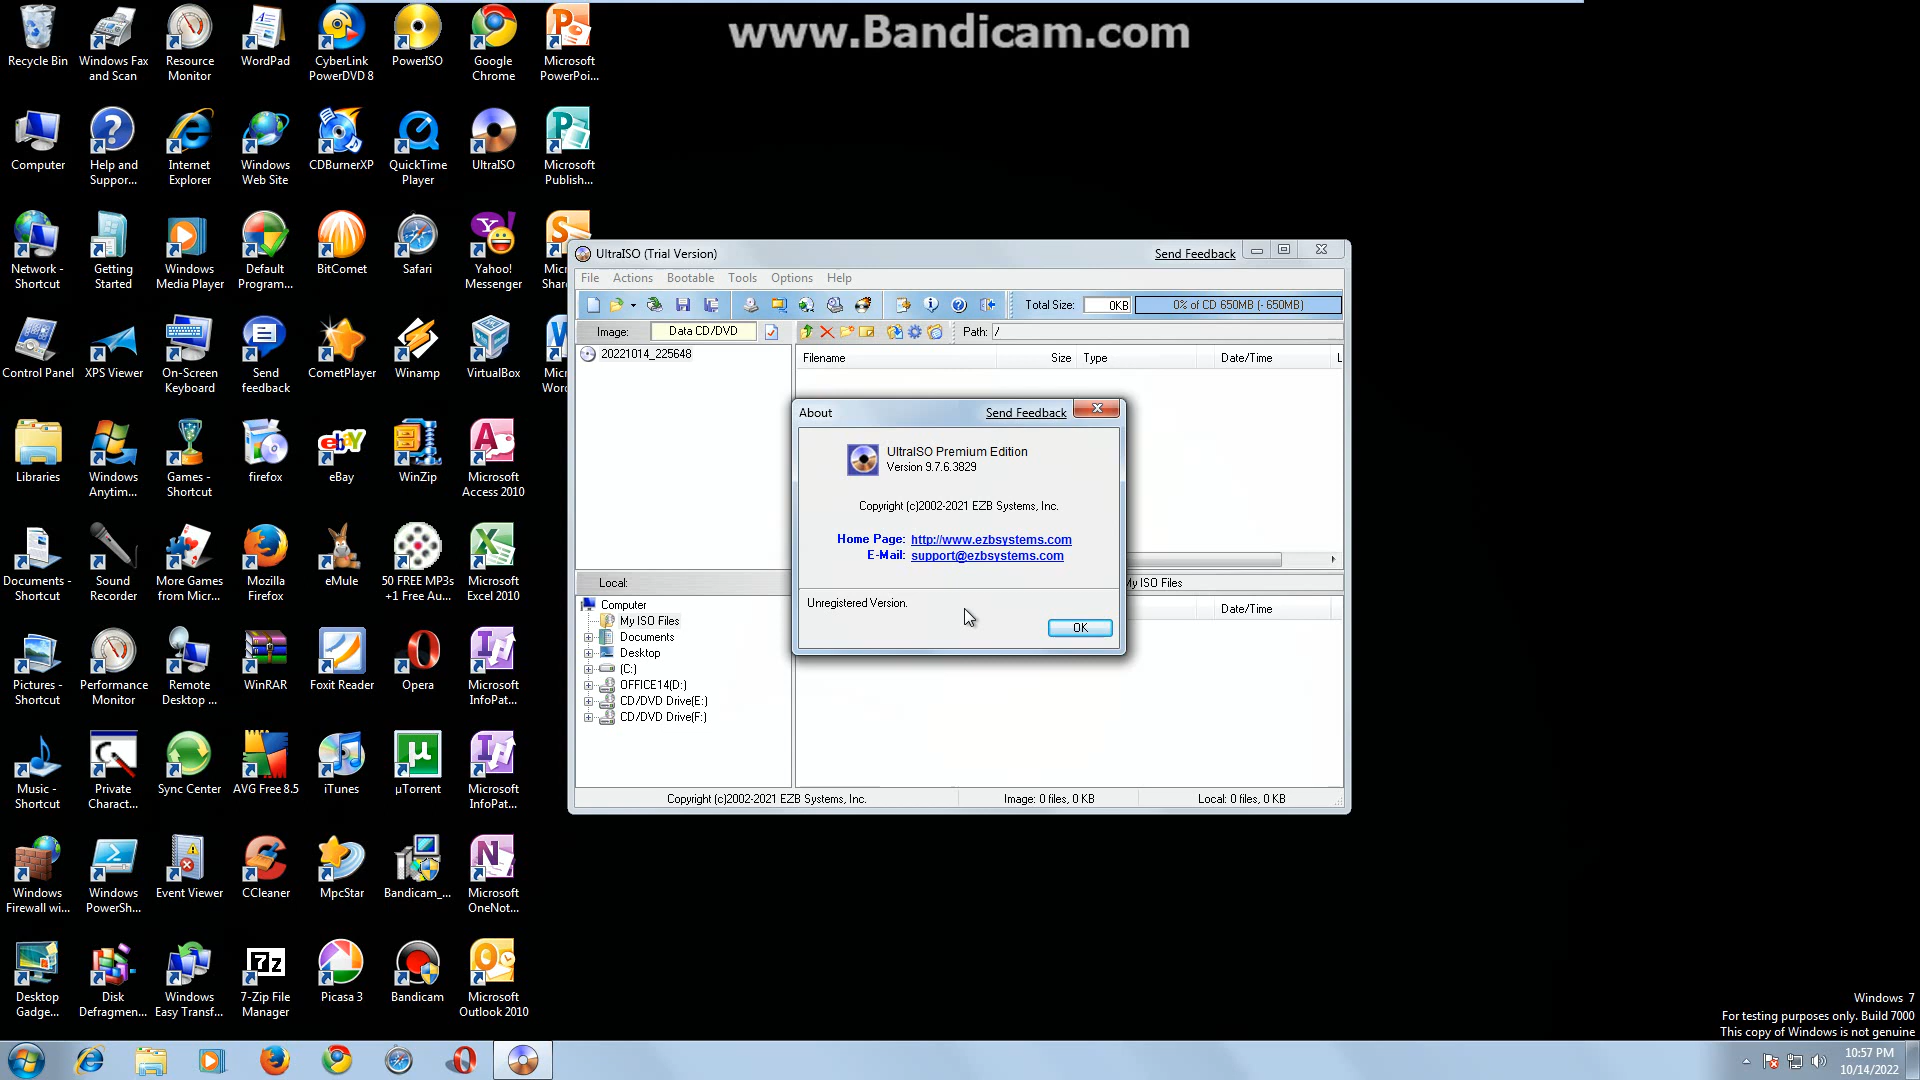 www.Bandicam.com
Recycle Bin
Windows Fax
and Scan
Resource
Monitor
WordPad
CyberLink
PowerDVD 8
PowerISO
Google
Chrome
Microsoft
PowerPoi...
Computer
Help and
Suppor...
Internet
Explorer
Windows
Web Site
CDBurnerXP
QuickTime
Player
UltraISO
Microsoft
Publish...
Network -
Shortcut
Getting
Started
Windows
Media Player
Default
Program...
BitComet
Safari
Yahoo!
Messenger
Mic
Shar
Control Panel
XPS Viewer
On-Screen
Keyboard
Send
feedback
CometPlayer
Winamp
VirtualBox
Mic
Wor
Libraries
Windows
Anytim...
Games -
Shortcut
firefox
eBay
WinZip
Microsoft
Access 2010
Documents -
Shortcut
Sound
Recorder
More Games
from Micr...
Mozilla
Firefox
eMule
50 FREE MP3s
+1 Free Au...
Microsoft
Excel 2010
Pictures -
Shortcut
Performance
Monitor
Remote
Desktop ...
WinRAR
Foxit Reader
Opera
Microsoft
InfoPat...
Music -
Shortcut
Private
Charact...
Sync Center
AVG Free 8.5
iTunes
µTorrent
Microsoft
InfoPat...
Windows
Firewall wi...
Windows
PowerSh...
Event Viewer
CCleaner
MpcStar
Bandicam_...
Microsoft
OneNot...
Desktop
Gadge...
Disk
Defragmen...
Windows
Easy Transf...
7-Zip File
Manager
Picasa 3
Bandicam
Microsoft
Outlook 2010
UltraISO (Trial Version)
Send Feedback
File Actions Bootable Tools Options Help
Total Size: 0KB 0% of CD 650MB (- 650MB)
Image: Data CD/DVD Path: /
20221014_225648
Filename Size Type Date/Time L
About Send Feedback
UltraISO Premium Edition
Version 9.7.6.3829
Copyright (c)2002-2021 EZB Systems, Inc.
Home Page: http://www.ezbsystems.com
E-Mail: support@ezbsystems.com
Unregistered Version.
OK
Local: My ISO Files
Date/Time
Computer
My ISO Files
Documents
Desktop
(C:)
OFFICE14(D:)
CD/DVD Drive(E:)
CD/DVD Drive(F:)
Copyright (c)2002-2021 EZB Systems, Inc. Image: 0 files, 0 KB Local: 0 files, 0 KB
Windows 7
For testing purposes only. Build 7000
This copy of Windows is not genuine
10:57 PM
10/14/2022